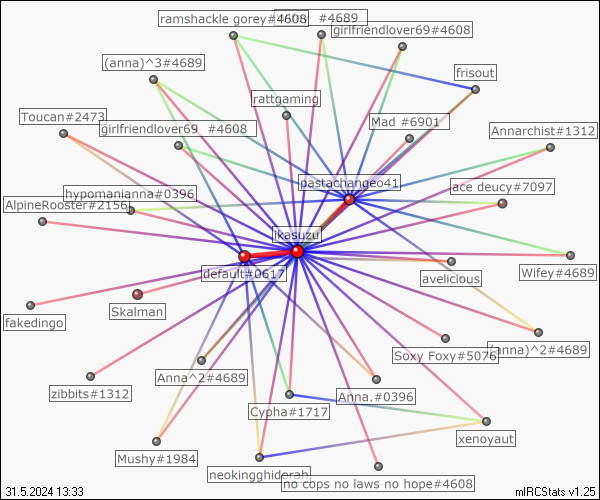 ramshackle gorey#4608
#4689
girlfriendlover69#4608
(anna)^3#4689
frisout
rattgaming
Toucan#2473
Mad #6901
girlfriendlover69_#4608
Annarchist#1312
pastachangeo41
ace deucy#7097
hypomanianna#0396
AlpineRooster#2156
jkasuzu
default#0617
avelicious
Wifey#4689
Skalman
fakedingo
Soxy Foxy#5076
(anna)^2#4689
Anna^2#4689
zibbits#1312
Anna.#0396
Cypha#1717
xenoyaut
Mushy#1984
neokingghidorah
no cops no laws no hope#4608
31.5.2024 13:33
mIRCStats v1.25